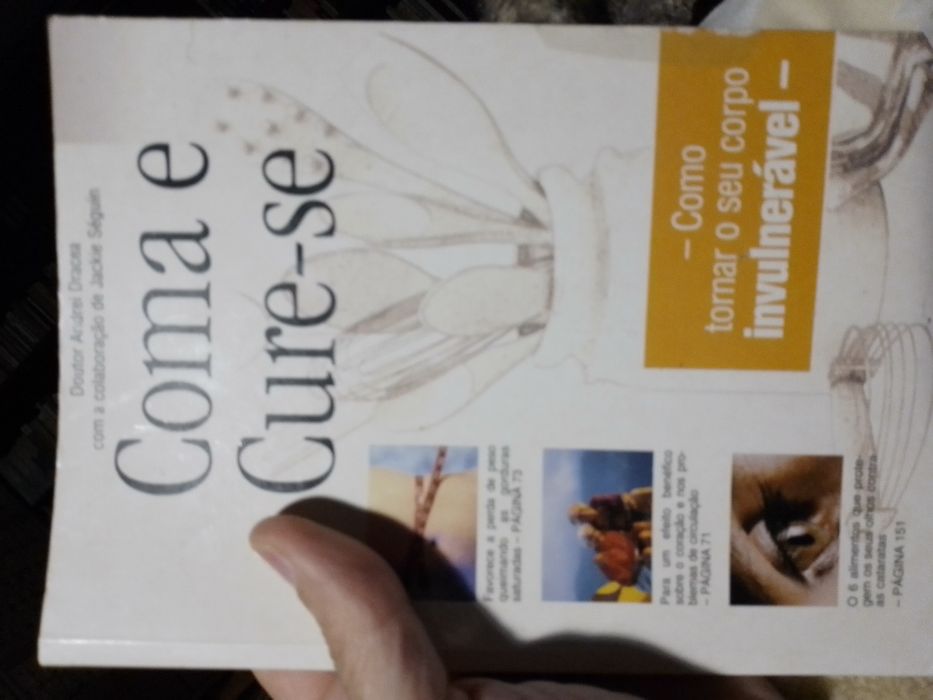 Doutor Andrei Dracea
com a colaboração de Jackie Séguin
Coma e
Cure-se
– Como
tornar o seu corpo
invulnerável –
Favorece a perda de peso
queimando as gorduras
saturadas – PÁGINA 73
Para um efeito benéfico
sobre o coração e nos pro-
blemas de circulação
– PÁGINA 71
O 6 alimentos que prote-
gem os seus olhos contra
as cataratas
– PÁGINA 151